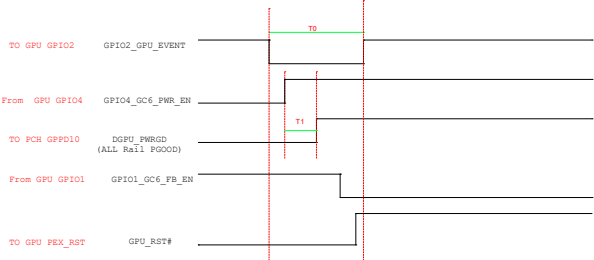 T0
TO GPU GPIO2 GPIO2_GPU_EVENT
From GPU GPIO4 GPIO4_GC6_PWR_EN
T1
TO PCH GPPD10 DGPU_PWRGD
(ALL Rail PGOOD)
From GPU GPIO1 GPIO1_GC6_FB_EN
TO GPU PEX_RST GPU_RST#